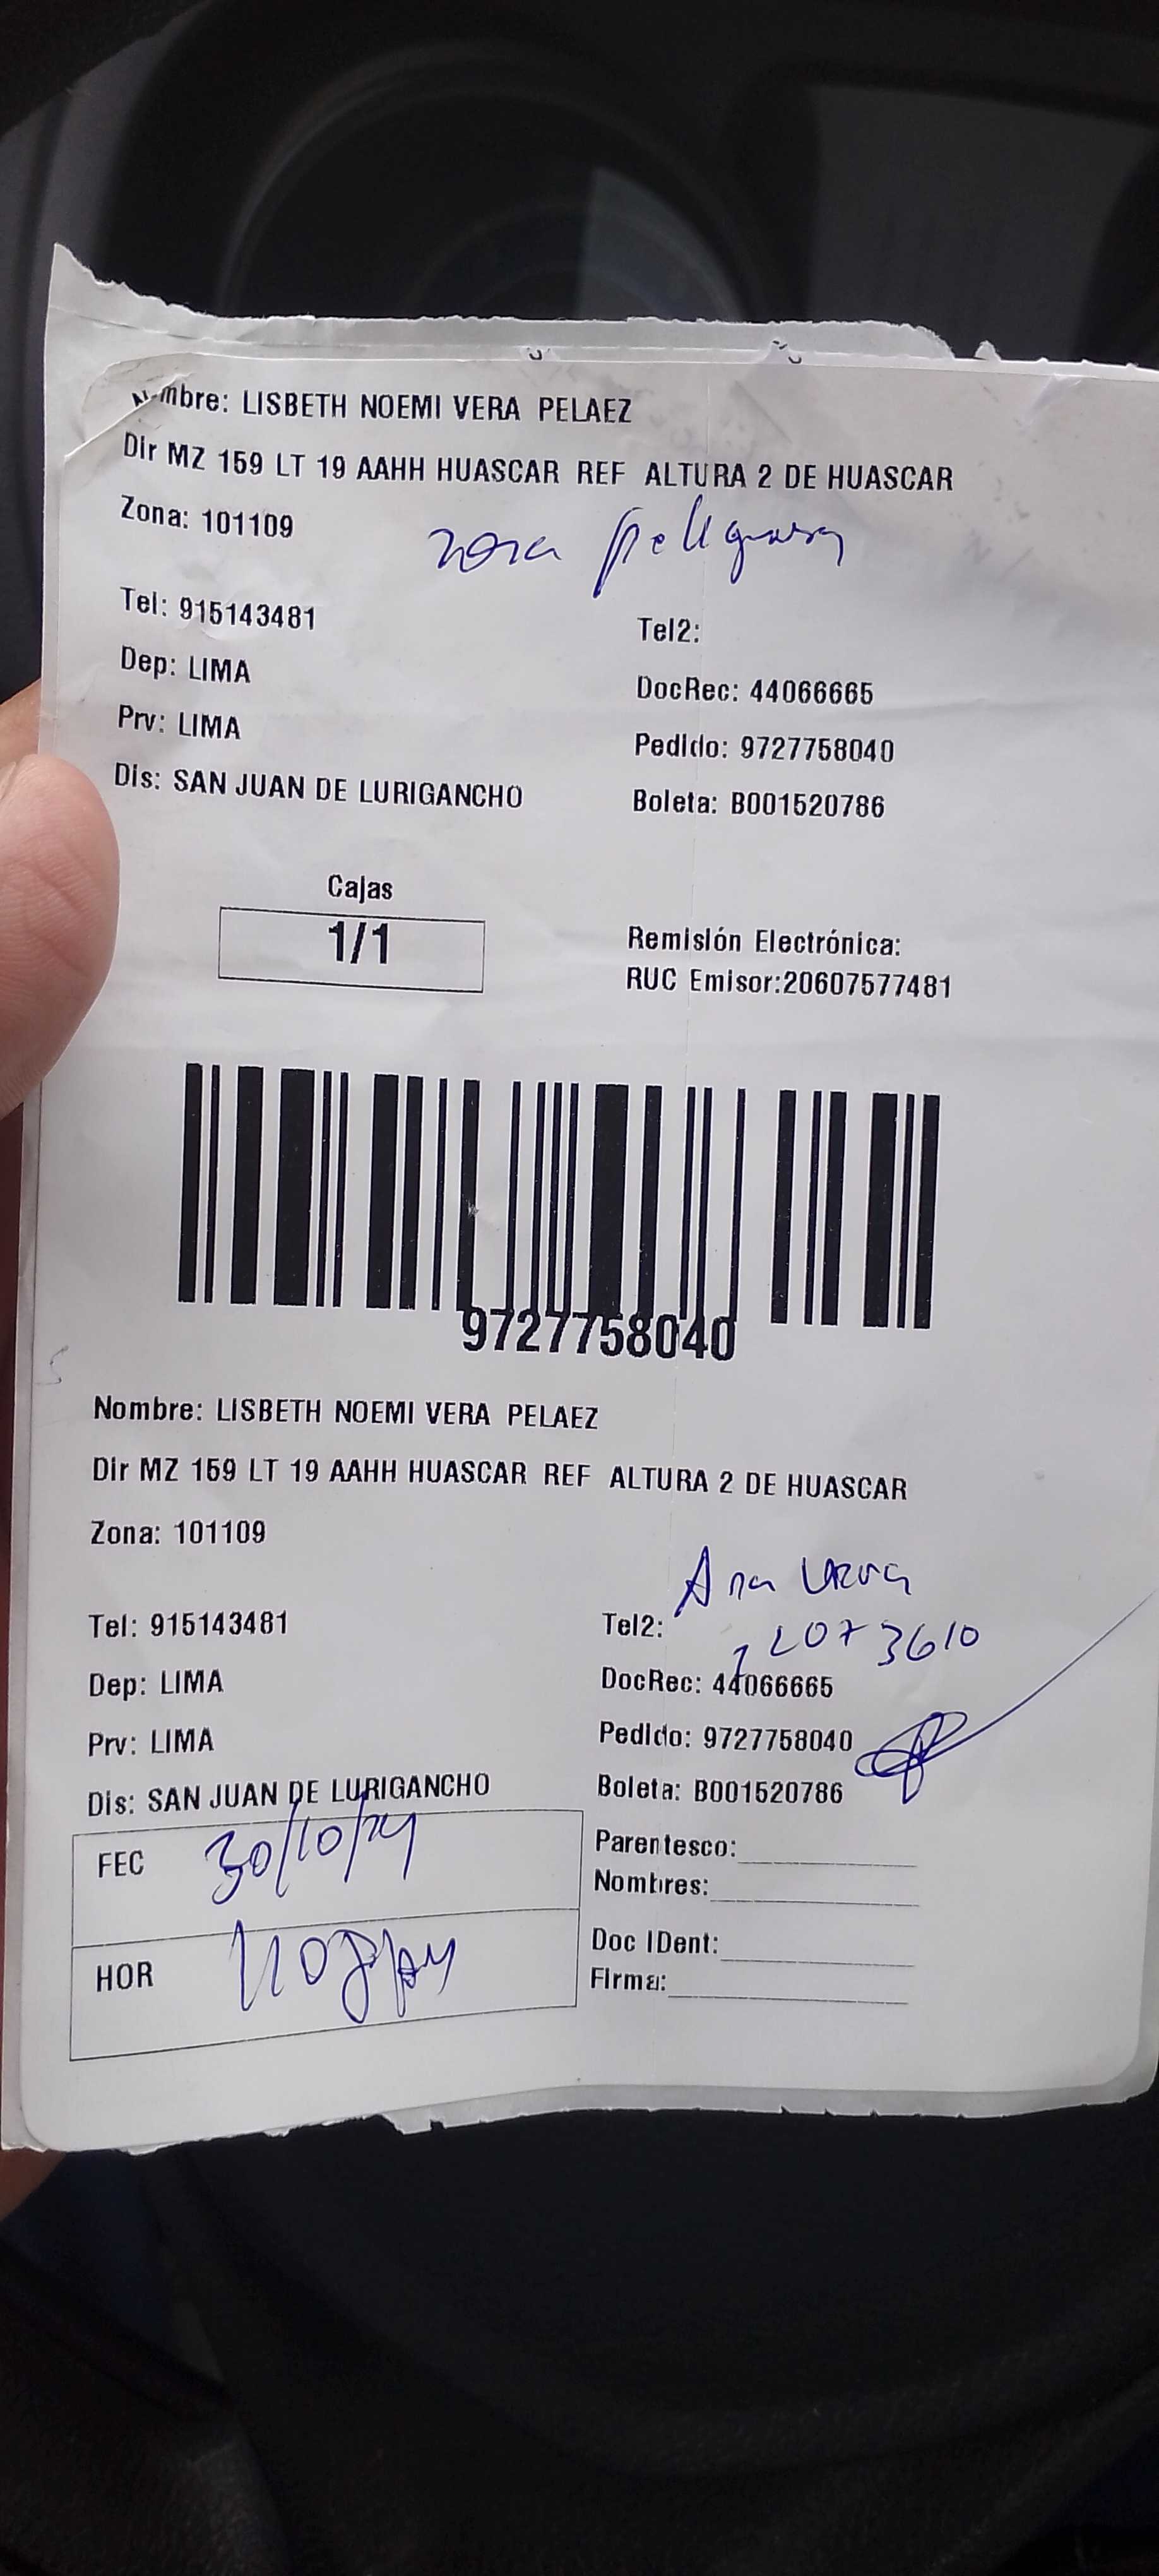 Nombre: LISBETH NOEMI VERA PELAEZ
Dir MZ 159 LT 19 AAHH HUASCAR REF ALTURA 2 DE HUASCAR
Zona: 101109
zona peligrosa
Tel: 915143481
Tel2:
Dep: LIMA
DocRec: 44066665
Prv: LIMA
Pedido: 9727758040
Dis: SAN JUAN DE LURIGANCHO
Boleta: B001520786
Cajas
1/1
Remisión Electrónica:
RUC Emisor:20607577481
9727758040
Nombre: LISBETH NOEMI VERA PELAEZ
Dir MZ 159 LT 19 AAHH HUASCAR REF ALTURA 2 DE HUASCAR
Zona: 101109
Ana
Tel: 915143481
Tel2:
Dep: LIMA
DocRec: 44066665
Prv: LIMA
Pedido: 9727758040
Dis: SAN JUAN DE LURIGANCHO
Boleta: B001520786
FEC 30/10/24
Parentesco:
Nombres:
HOR
Doc IDent:
Firma: